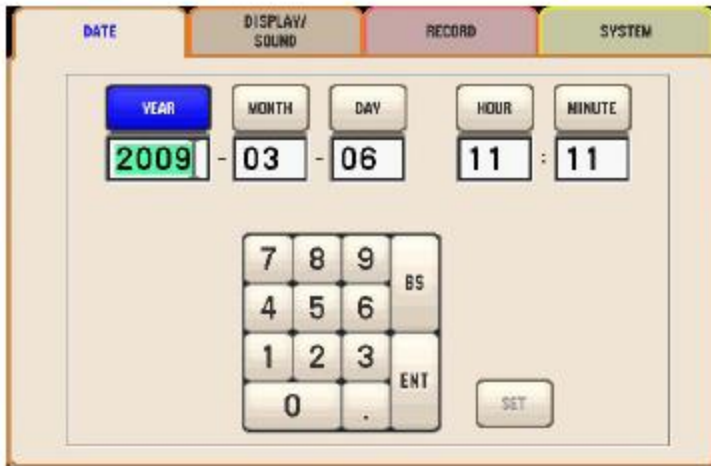 DATE
DISPLAY/
SOUND
RECORD
SYSTEM
YEAR MONTH DAY HOUR MINUTE
2009 - 03 - 06 11 : 11
7 8 9 BS
4 5 6
1 2 3 ENT
0 .
SET